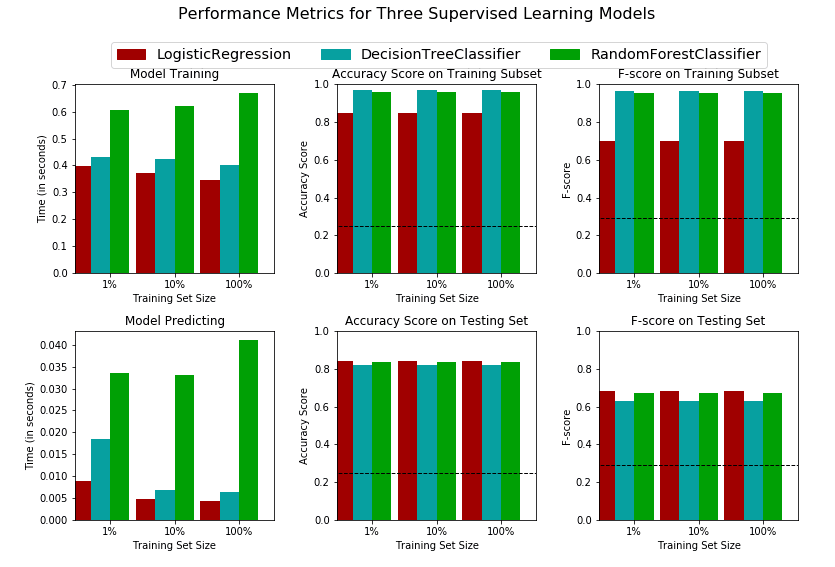 Performance Metrics for Three Supervised Learning Models
LogisticRegression DecisionTreeClassifier RandomForestClassifier
Model Training
Time (in seconds)
0.7
0.6
0.5
0.4
0.3
0.2
0.1
0.0
1% 10% 100%
Training Set Size
Accuracy Score on Training Subset
Accuracy Score
1.0
0.8
0.6
0.4
0.2
0.0
1% 10% 100%
Training Set Size
F-score on Training Subset
F-score
1.0
0.8
0.6
0.4
0.2
0.0
1% 10% 100%
Training Set Size
Model Predicting
Time (in seconds)
0.040
0.035
0.030
0.025
0.020
0.015
0.010
0.005
0.000
1% 10% 100%
Training Set Size
Accuracy Score on Testing Set
Accuracy Score
1.0
0.8
0.6
0.4
0.2
0.0
1% 10% 100%
Training Set Size
F-score on Testing Set
F-score
1.0
0.8
0.6
0.4
0.2
0.0
1% 10% 100%
Training Set Size